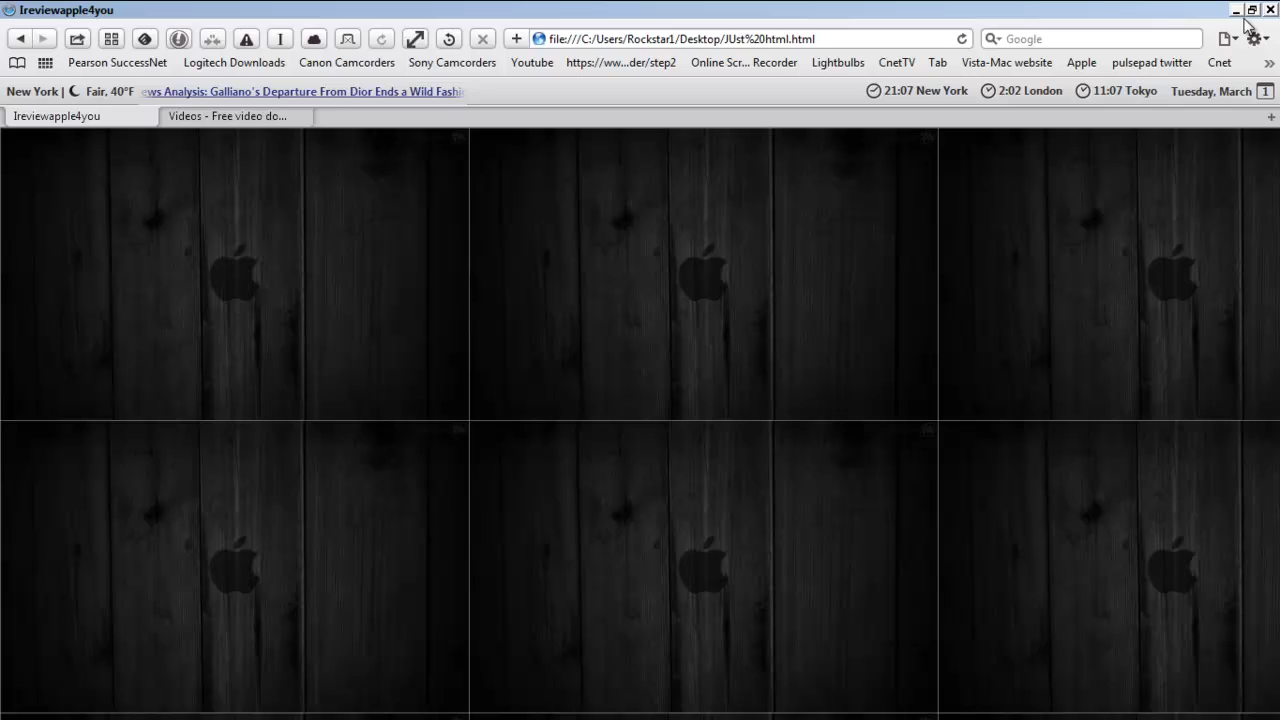 Ireviewapple4you
file:///C:/Users/Rockstar1/Desktop/JUst%20html.html
Google
Pearson SuccessNet Logitech Downloads Canon Camcorders Sony Camcorders Youtube https://ww...der/step2 Online Scr... Recorder Lightbulbs CnetTV Tab Vista-Mac website Apple pulsepad twitter Cnet
New York | Fair, 40°F ews Analysis: Galliano's Departure From Dior Ends a Wild Fashi 21:07 New York 2:02 London 11:07 Tokyo Tuesday, March 1
Ireviewapple4you Videos - Free video do...